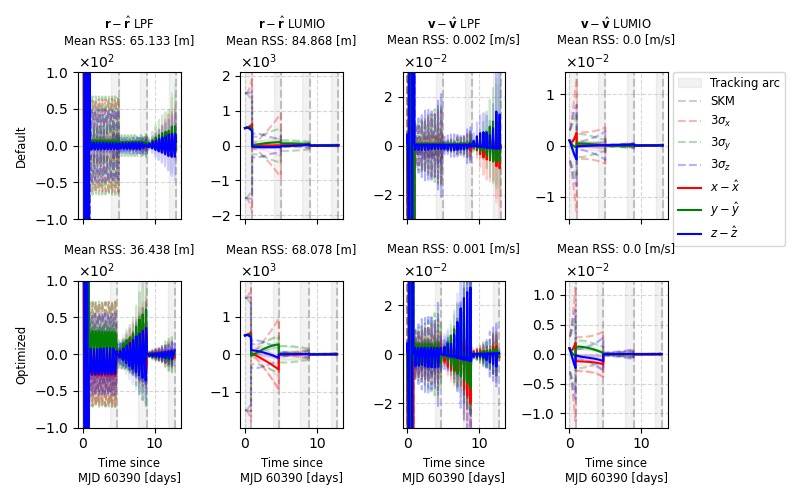 r − r̂ LPF
Mean RSS: 65.133 [m]
r − r̂ LUMIO
Mean RSS: 84.868 [m]
v − v̂ LPF
Mean RSS: 0.002 [m/s]
v − v̂ LUMIO
Mean RSS: 0.0 [m/s]
×10²
×10³
×10⁻²
×10⁻²
Default
1.0
0.5
0.0
−0.5
−1.0
2
1
0
−1
−2
2
0
−2
1
0
−1
Tracking arc
SKM
3σₓ
3σᵧ
3σ_z
x − x̂
y − ŷ
z − ẑ
Mean RSS: 36.438 [m]
Mean RSS: 68.078 [m]
Mean RSS: 0.001 [m/s]
Mean RSS: 0.0 [m/s]
×10²
×10³
×10⁻²
×10⁻²
Optimized
1.0
0.5
0.0
−0.5
−1.0
1
0
−1
2
0
−2
1.0
0.5
0.0
−0.5
−1.0
0 10
0 10
0 10
0 10
Time since
MJD 60390 [days]
Time since
MJD 60390 [days]
Time since
MJD 60390 [days]
Time since
MJD 60390 [days]